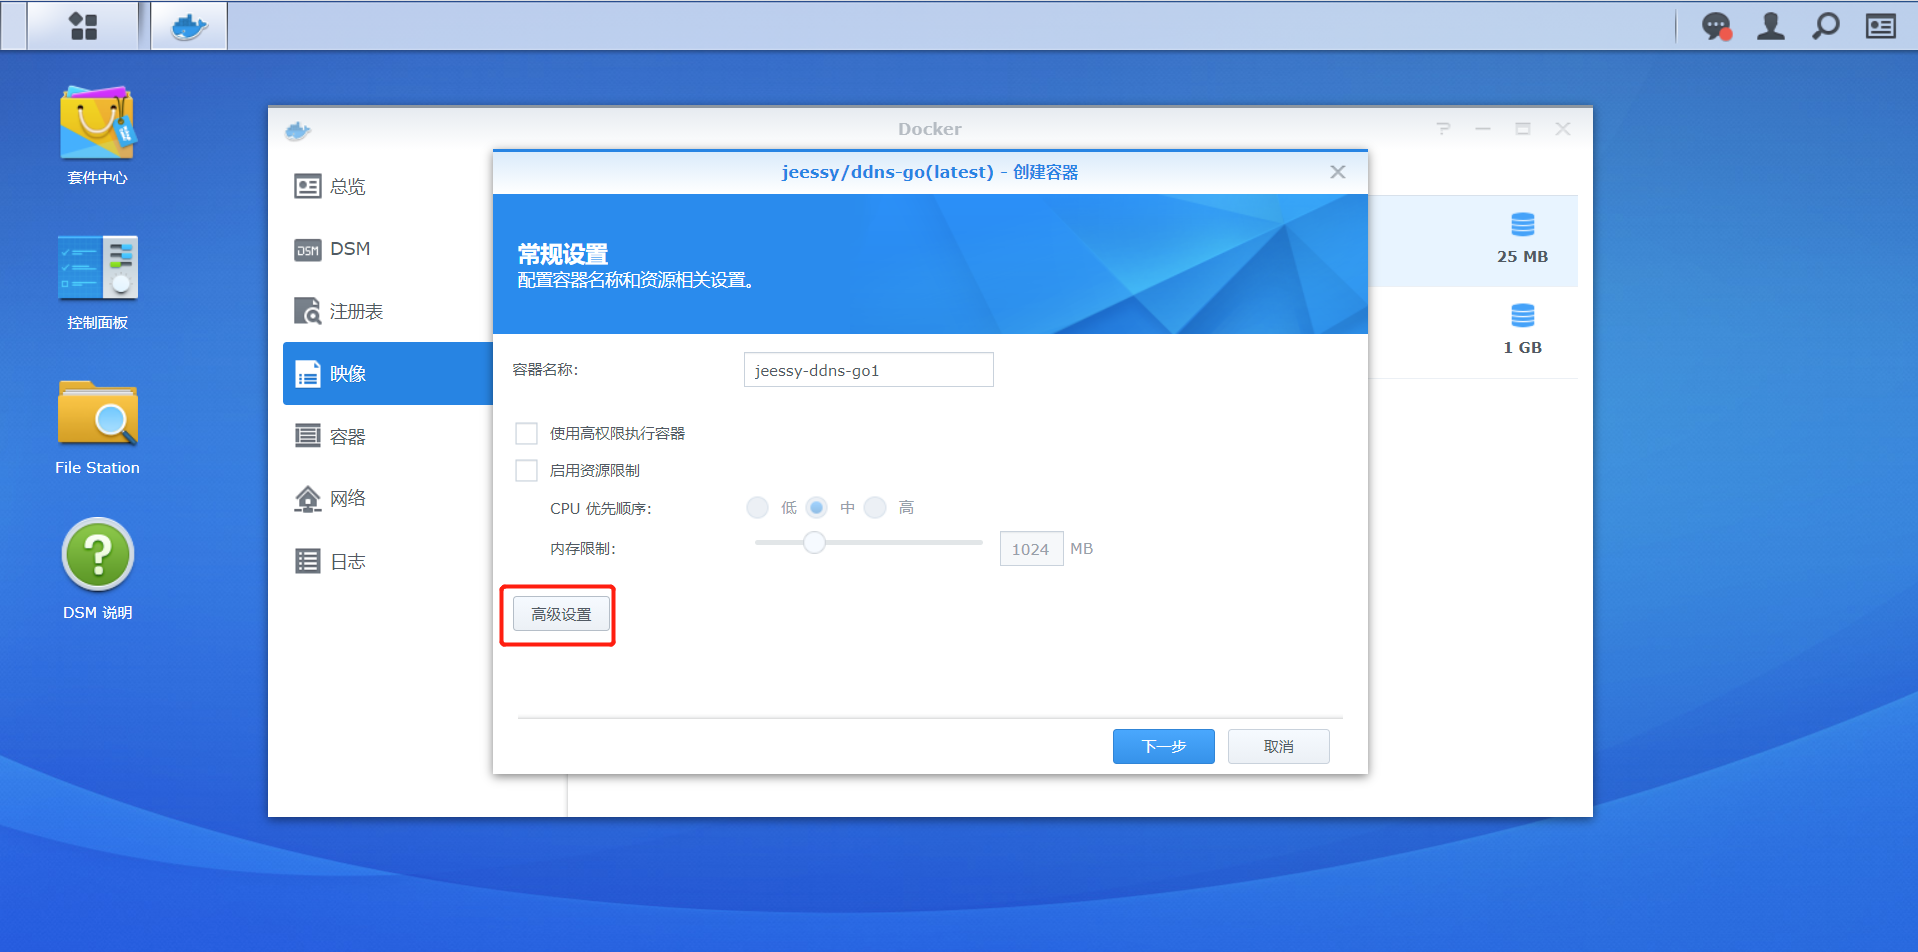 套件中心
控制面板
File Station
DSM 说明
Docker
总览
DSM
DSM
注册表
映像
容器
网络
日志
25 MB
1 GB
jeessy/ddns-go(latest) - 创建容器
常规设置
配置容器名称和资源相关设置。
容器名称:
jeessy-ddns-go1
使用高权限执行容器
启用资源限制
CPU 优先顺序:
低
中
高
内存限制:
1024
MB
高级设置
下一步
取消